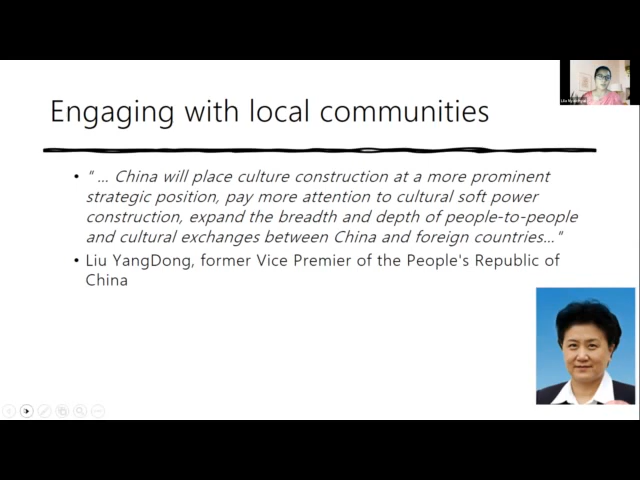 Engaging with local communities
• " ... China will place culture construction at a more prominent
strategic position, pay more attention to cultural soft power
construction, expand the breadth and depth of people-to-people
and cultural exchanges between China and foreign countries..."
• Liu YangDong, former Vice Premier of the People's Republic of
China